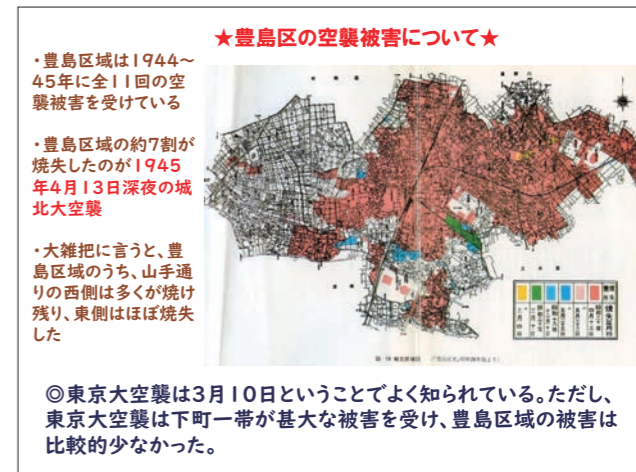 ★豊島区の空襲被害について★
・豊島区域は1944～
45年に全11回の空
襲被害を受けている
・豊島区域の約7割が
焼失したのが1945
年4月13日深夜の城
北大空襲
・大雑把に言うと、豊
島区域のうち、山手通
りの西側は多くが焼け
残り、東側はほぼ焼失
した
◎東京大空襲は3月10日ということでよく知られている。ただし、
東京大空襲は下町一帯が甚大な被害を受け、豊島区域の被害は
比較的少なかった。